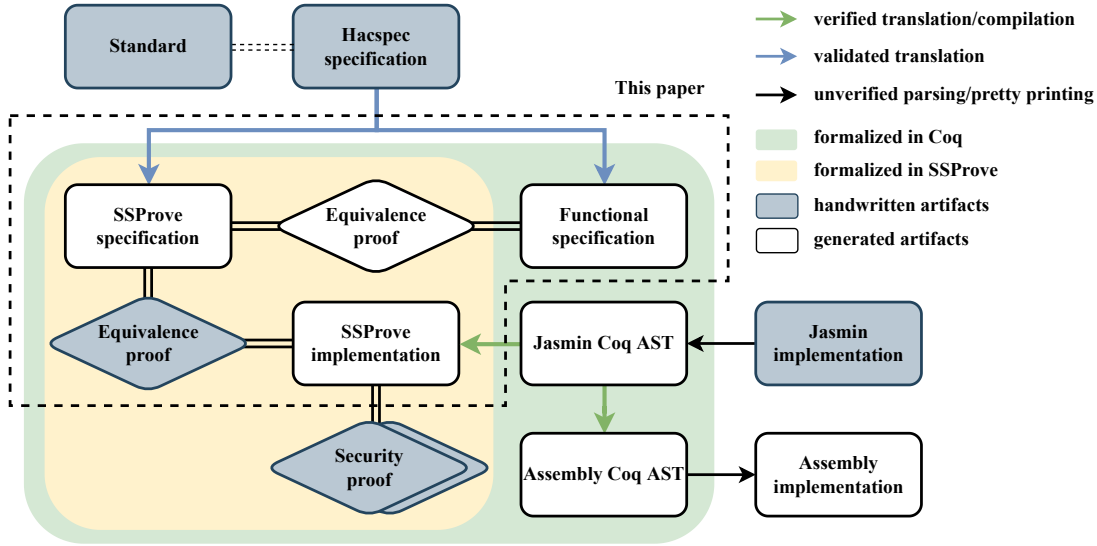 Standard
Hacspec
specification
This paper
SSProve
specification
Equivalence
proof
Functional
specification
Equivalence
proof
SSProve
implementation
Jasmin Coq AST
Jasmin
implementation
Security
proof
Assembly Coq AST
Assembly
implementation
verified translation/compilation
validated translation
unverified parsing/pretty printing
formalized in Coq
formalized in SSProve
handwritten artifacts
generated artifacts